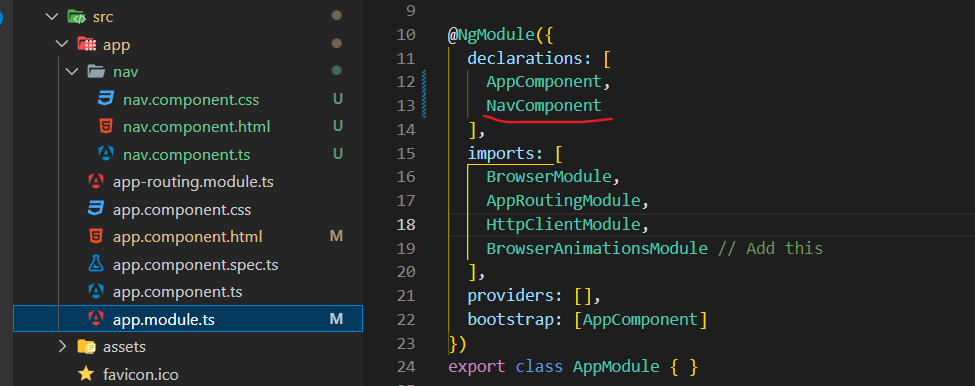 src
app
nav
nav.component.css U
nav.component.html U
nav.component.ts U
app-routing.module.ts
app.component.css
app.component.html M
app.component.spec.ts
app.component.ts
app.module.ts M
assets
favicon.ico
9
10 @NgModule({
11 declarations: [
12 AppComponent,
13 NavComponent
14 ],
15 imports: [
16 BrowserModule,
17 AppRoutingModule,
18 HttpClientModule,
19 BrowserAnimationsModule // Add this
20 ],
21 providers: [],
22 bootstrap: [AppComponent]
23 })
24 export class AppModule { }